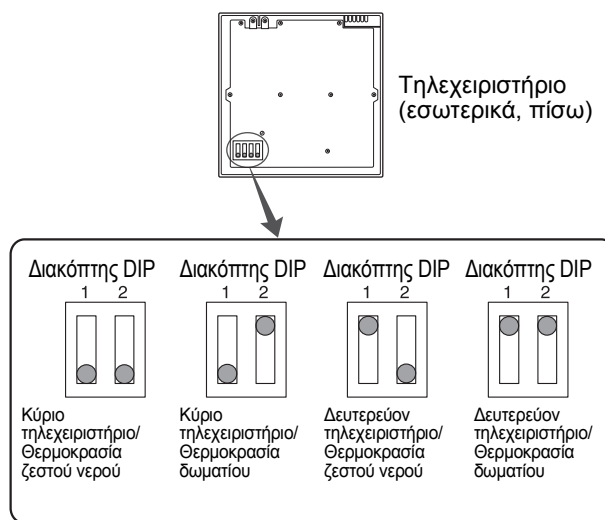 Τηλεχειριστήριο
(εσωτερικά, πίσω)
Διακόπτης DIP
1 2
Κύριο
τηλεχειριστήριο/
Θερμοκρασία
ζεστού νερού
Διακόπτης DIP
1 2
Κύριο
τηλεχειριστήριο/
Θερμοκρασία
δωματίου
Διακόπτης DIP
1 2
Δευτερεύον
τηλεχειριστήριο/
Θερμοκρασία
ζεστού νερού
Διακόπτης DIP
1 2
Δευτερεύον
τηλεχειριστήριο/
Θερμοκρασία
δωματίου